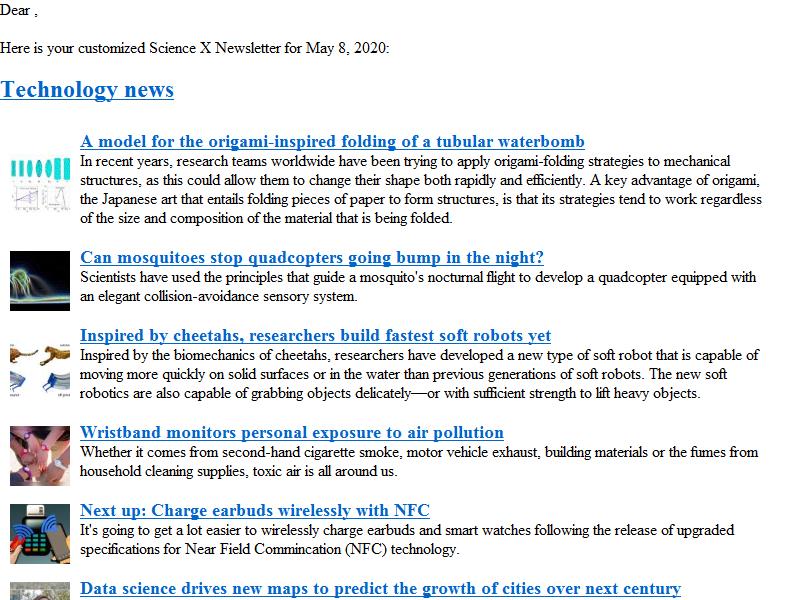 Dear ,
Here is your customized Science X Newsletter for May 8, 2020:
Technology news
A model for the origami-inspired folding of a tubular waterbomb
In recent years, research teams worldwide have been trying to apply origami-folding strategies to mechanical
structures, as this could allow them to change their shape both rapidly and efficiently. A key advantage of origami,
the Japanese art that entails folding pieces of paper to form structures, is that its strategies tend to work regardless
of the size and composition of the material that is being folded.
Can mosquitoes stop quadcopters going bump in the night?
Scientists have used the principles that guide a mosquito's nocturnal flight to develop a quadcopter equipped with
an elegant collision-avoidance sensory system.
Inspired by cheetahs, researchers build fastest soft robots yet
Inspired by the biomechanics of cheetahs, researchers have developed a new type of soft robot that is capable of
moving more quickly on solid surfaces or in the water than previous generations of soft robots. The new soft
robotics are also capable of grabbing objects delicately—or with sufficient strength to lift heavy objects.
Wristband monitors personal exposure to air pollution
Whether it comes from second-hand cigarette smoke, motor vehicle exhaust, building materials or the fumes from
household cleaning supplies, toxic air is all around us.
Next up: Charge earbuds wirelessly with NFC
It's going to get a lot easier to wirelessly charge earbuds and smart watches following the release of upgraded
specifications for Near Field Commincation (NFC) technology.
Data science drives new maps to predict the growth of cities over next century